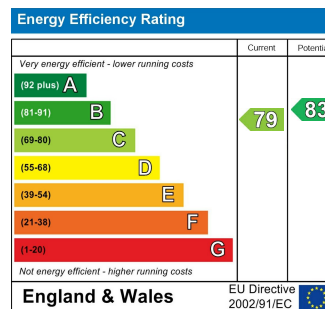 Energy Efficiency Rating
Current Potentia
Very energy efficient - lower running costs
(92 plus) A
(81-91) B
(69-80) C
(55-68) D
(39-54) E
(21-38) F
(1-20) G
79
83
Not energy efficient - higher running costs
England & Wales
EU Directive
2002/91/EC